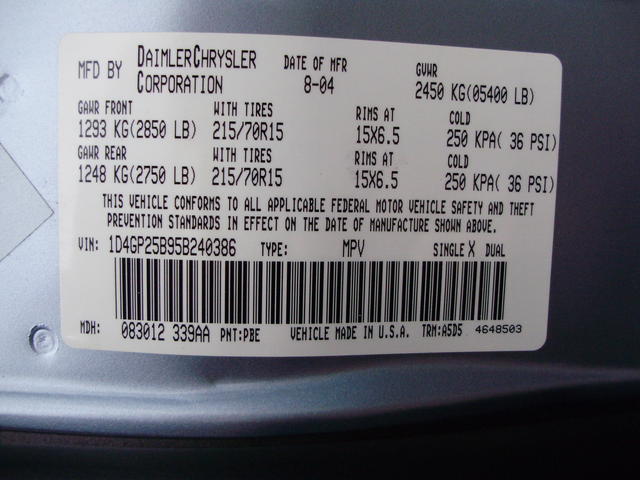 MFD BY DAIMLERCHRYSLER CORPORATION DATE OF MFR 8-04 GVWR 2450 KG(05400 LB)
GAWR FRONT WITH TIRES RIMS AT COLD
1293 KG(2850 LB) 215/70R15 15X6.5 250 KPA( 36 PSI)
GAWR REAR WITH TIRES RIMS AT COLD
1248 KG(2750 LB) 215/70R15 15X6.5 250 KPA( 36 PSI)
THIS VEHICLE CONFORMS TO ALL APPLICABLE FEDERAL MOTOR VEHICLE SAFETY AND THEFT
PREVENTION STANDARDS IN EFFECT ON THE DATE OF MANUFACTURE SHOWN ABOVE.
VIN: 1D4GP25B95B240386 TYPE: MPV SINGLE X DUAL
MDH: 083012 339AA PNT:PBE VEHICLE MADE IN U.S.A. TRM:A5D5 4648503